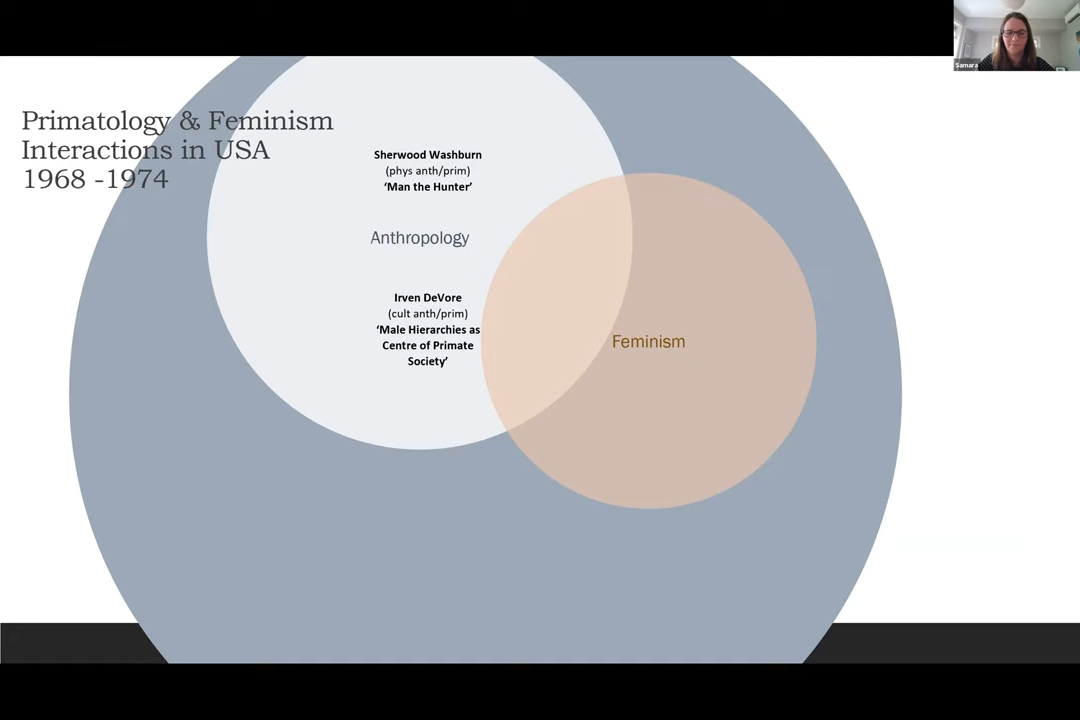 Samara
Primatology & Feminism
Interactions in USA
1968 -1974
Sherwood Washburn
(phys anth/prim)
‘Man the Hunter’
Anthropology
Irven DeVore
(cult anth/prim)
‘Male Hierarchies as
Centre of Primate
Society’
Feminism